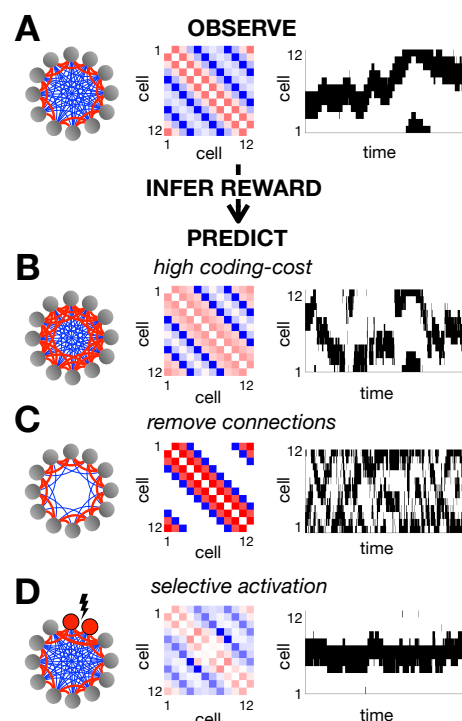 A
OBSERVE
1
cell
12
1
12
cell
12
cell
1
time
INFER REWARD
PREDICT
B
high coding-cost
1
cell
12
1
12
cell
12
cell
1
time
C
remove connections
1
cell
12
1
12
cell
12
cell
1
time
D
selective activation
1
cell
12
1
12
cell
12
cell
1
time